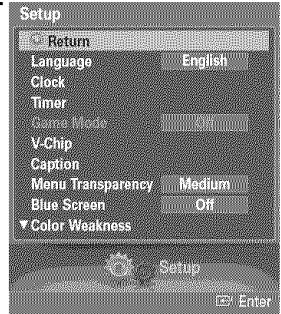 Setup
Return
Language English
Clock
Timer
Game Mode Off
V-Chip
Caption
Menu Transparency Medium
Blue Screen Off
▼ Color Weakness
Setup
Enter